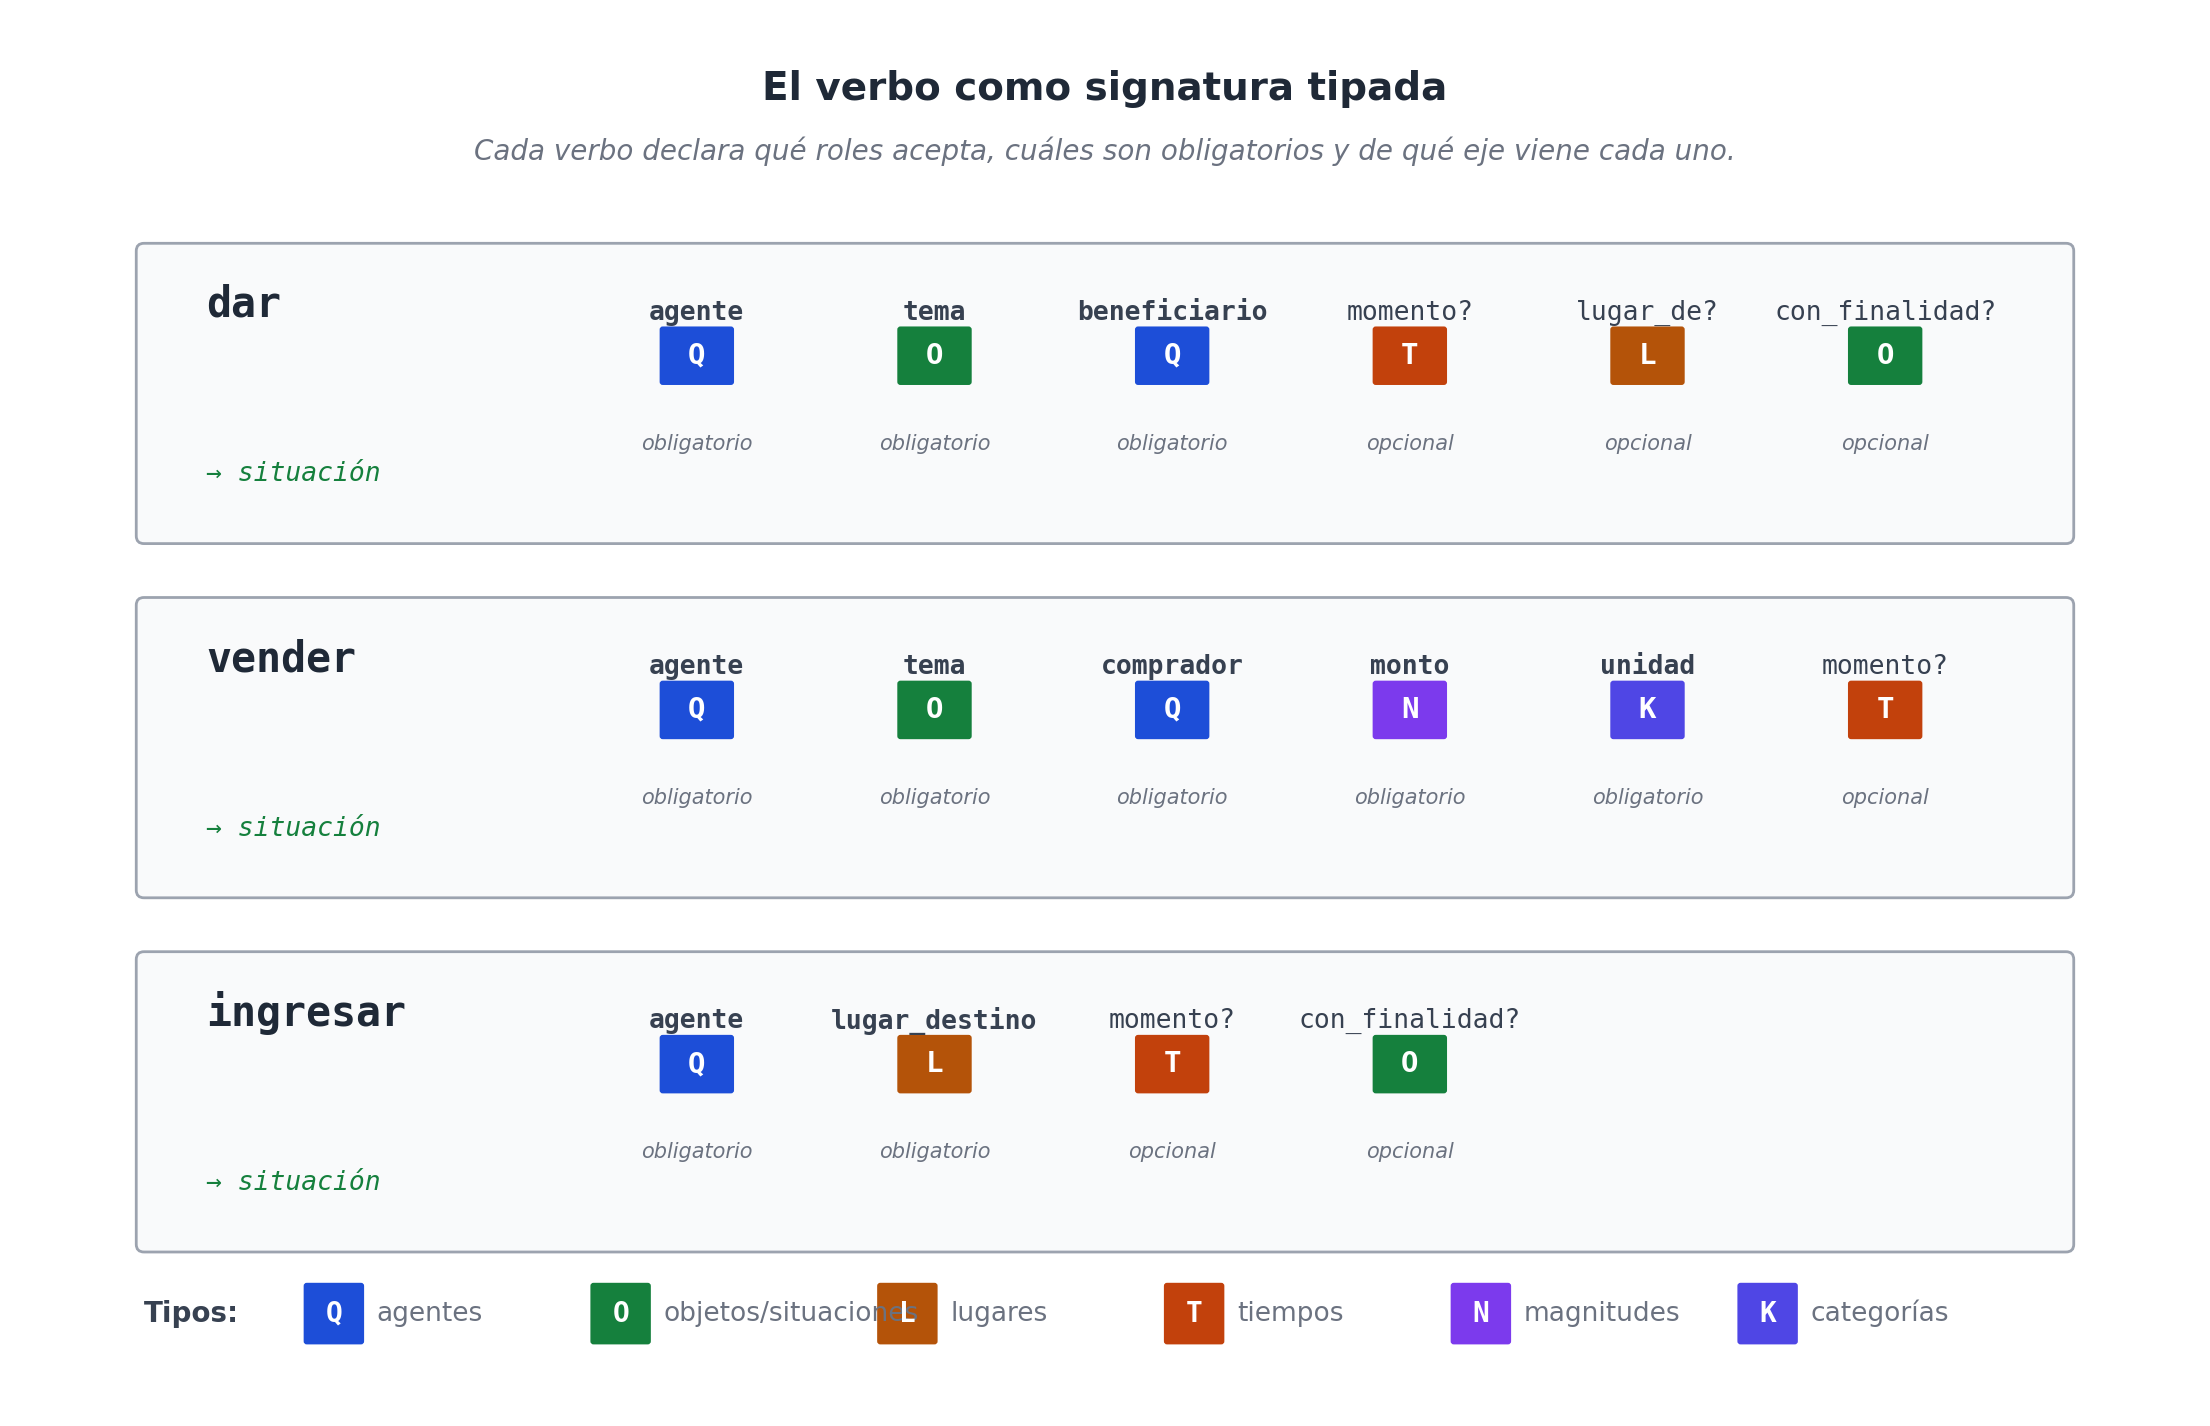 El verbo como signatura tipada
Cada verbo declara qué roles acepta, cuáles son obligatorios y de qué eje viene cada uno.
dar
agente tema beneficiario momento? lugar_de? con_finalidad?
Q O Q T L O
obligatorio obligatorio obligatorio opcional opcional opcional
→ situación
vender
agente tema comprador monto unidad momento?
Q O Q N K T
obligatorio obligatorio obligatorio obligatorio obligatorio opcional
→ situación
ingresar
agente lugar_destino momento? con_finalidad?
Q L T O
obligatorio obligatorio opcional opcional
→ situación
Tipos: Q agentes O objetos/situaciones L lugares T tiempos N magnitudes K categorías